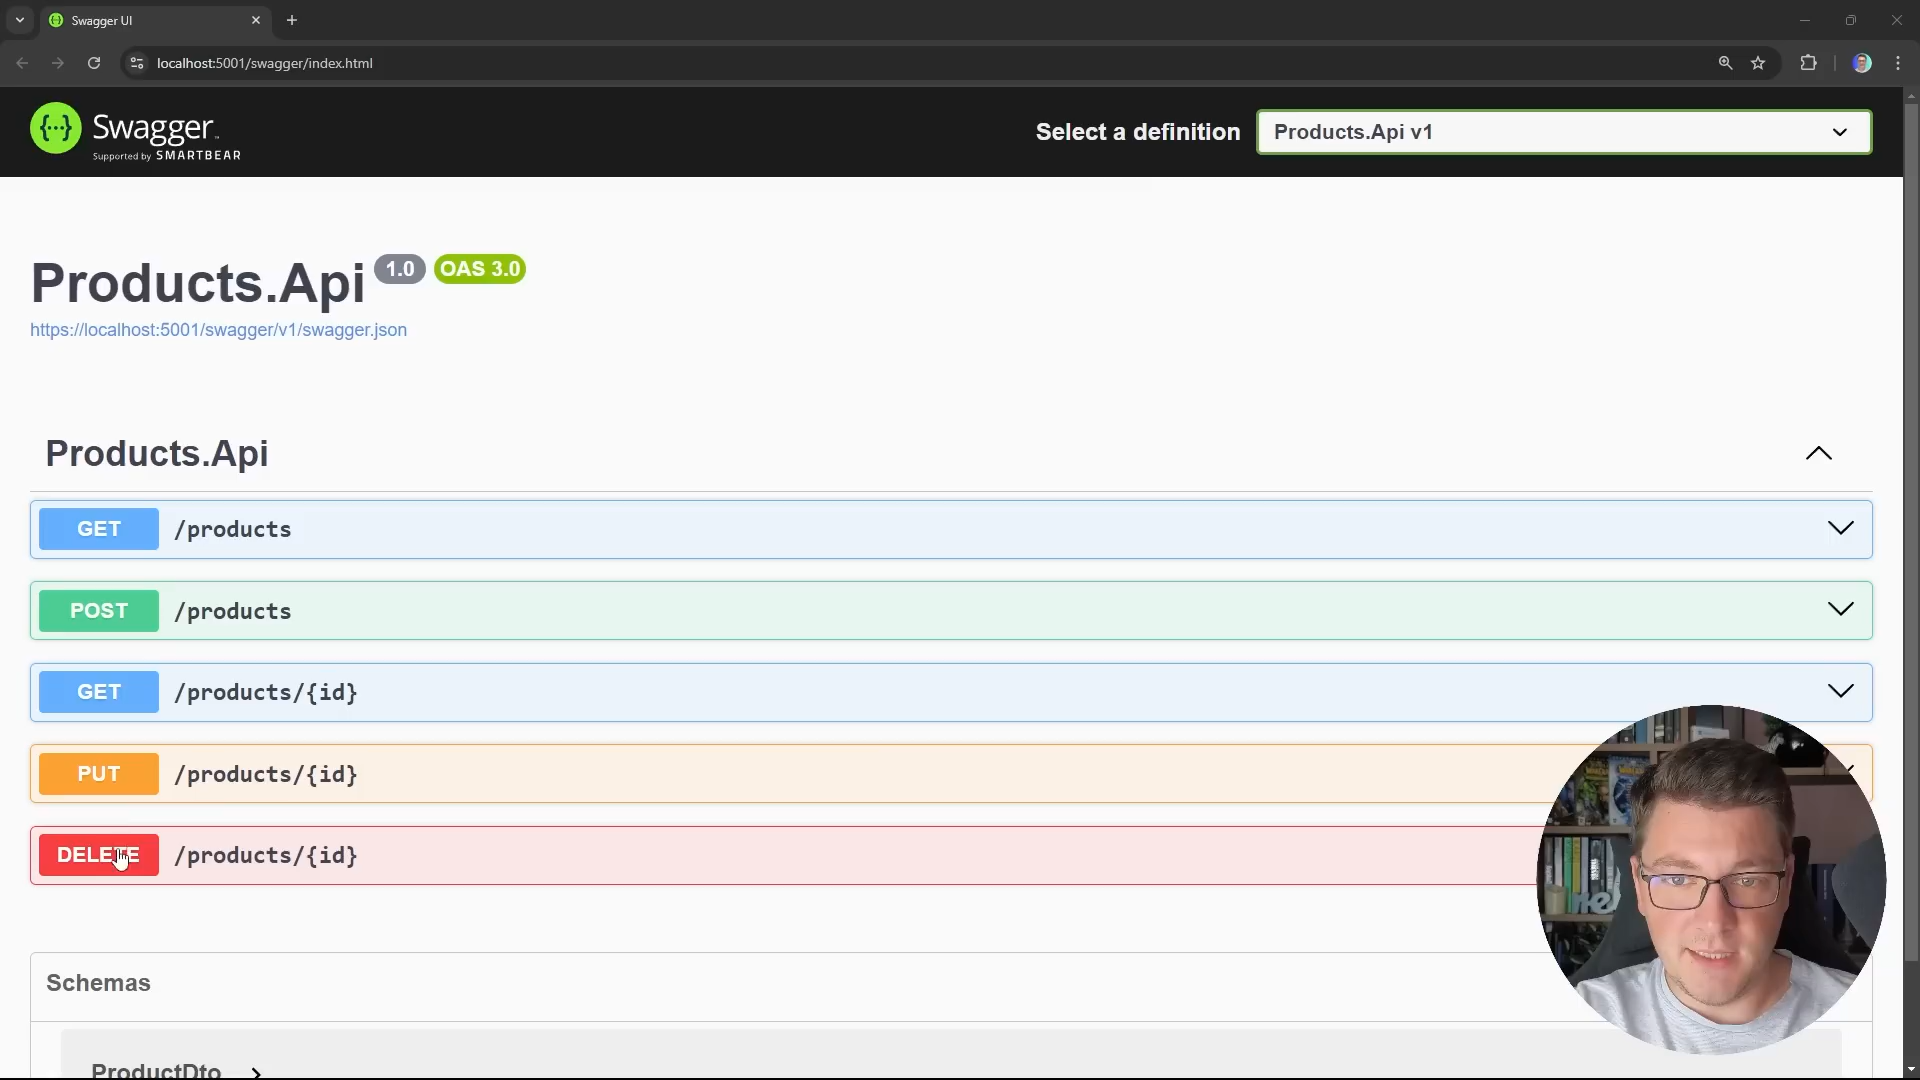 Swagger UI
localhost:5001/swagger/index.html
{...} Swagger
Supported by SMARTBEAR
Select a definition
Products.Api v1
Products.Api 1.0 OAS 3.0
https://localhost:5001/swagger/v1/swagger.json
Products.Api
GET /products
POST /products
GET /products/{id}
PUT /products/{id}
DELETE /products/{id}
Schemas
ProductDto